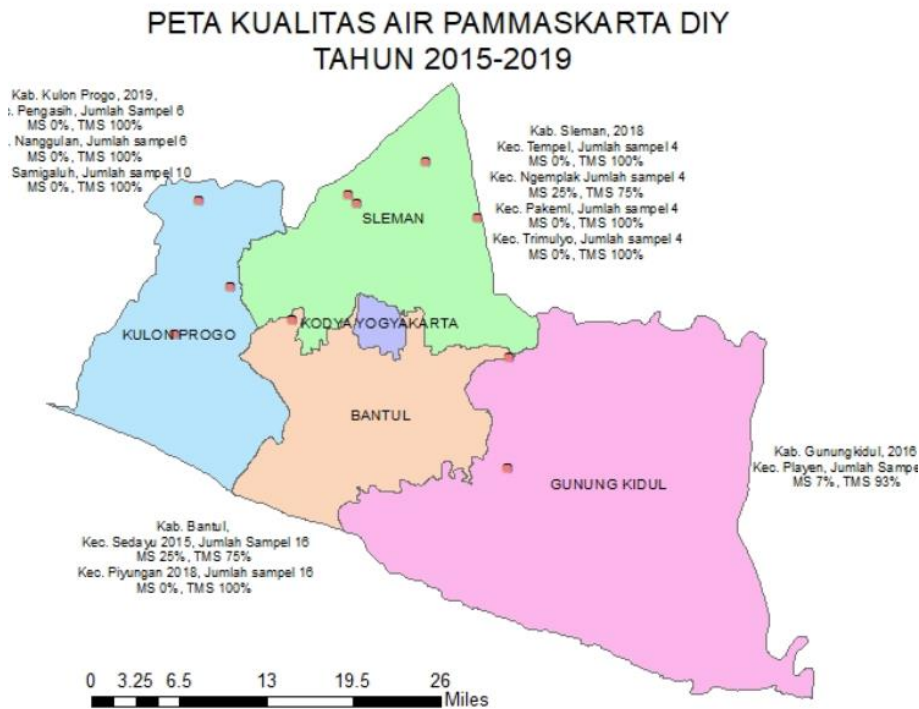 PETA KUALITAS AIR PAMMASKARTA DIY
TAHUN 2015-2019
Kab. Kulon Progo, 2019,
c. Pengasih, Jumlah Sampel 6
MS 0%, TMS 100%
. Nanggulan, Jumlah sampel 6
MS 0%, TMS 100%
Samigaluh, Jumlah sampel 10
MS 0%, TMS 100%
Kab. Sleman, 2018
Kec. Tempel, Jumlah sampel 4
MS 0%, TMS 100%
Kec. Ngemplak Jumlah sampel 4
MS 25%, TMS 75%
Kec. Pakeml, Jumlah sampel 4
MS 0%, TMS 100%
Kec. Trimulyo, Jumlah sampel 4
MS 0%, TMS 100%
SLEMAN
KODYA YOGYAKARTA
KULON PROGO
BANTUL
GUNUNG KIDUL
Kab. Gunungkidul, 2016
Kec. Playen, Jumlah Sampe
MS 7%, TMS 93%
Kab. Bantul,
Kec. Sedayu 2015, Jumlah Sampel 16
MS 25%, TMS 75%
Kec. Piyungan 2018, Jumlah sampel 16
MS 0%, TMS 100%
0 3.25 6.5 13 19.5 26
Miles